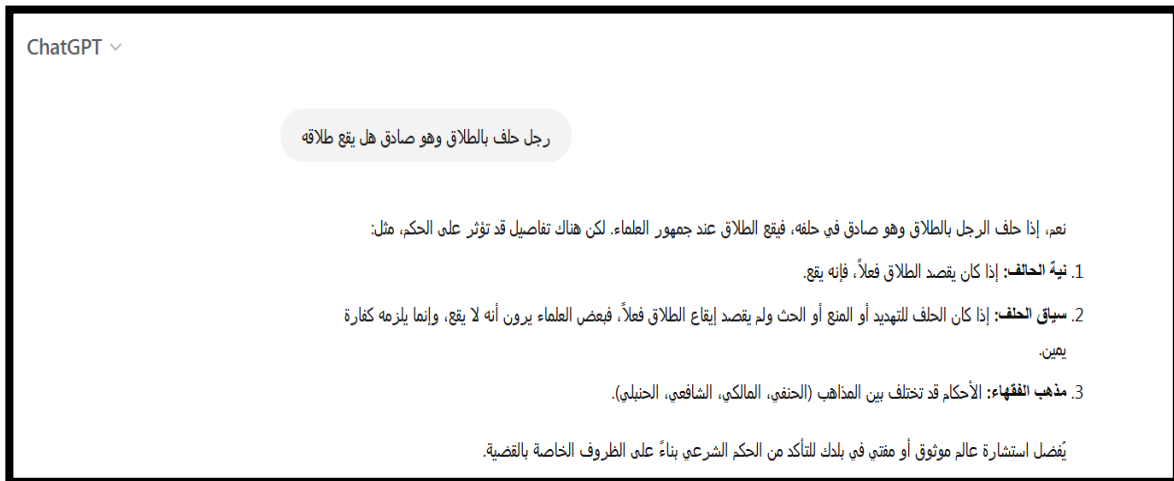 ChatGPT
رجل حلف بالطلاق وهو صادق هل يقع طلاقه
نعم، إذا حلف الرجل بالطلاق وهو صادق في حلفه، فيقع الطلاق عند جمهور العلماء. لكن هناك تفاصيل قد تؤثر على الحكم، مثل:
1. نية الحالف: إذا كان يقصد الطلاق فعلاً، فإنه يقع.
2. سياق الحلف: إذا كان الحلف للتهديد أو المنع أو الحث ولم يقصد إيقاع الطلاق فعلاً، فبعض العلماء يرون أنه لا يقع، وإنما يلزمه كفارة
يمين.
3. مذهب الفقهاء: الأحكام قد تختلف بين المذاهب (الحنفي، المالكي، الشافعي، الحنبلي).
يُفضل استشارة عالم موثوق أو مفتي في بلدك للتأكد من الحكم الشرعي بناءً على الظروف الخاصة بالقضية.